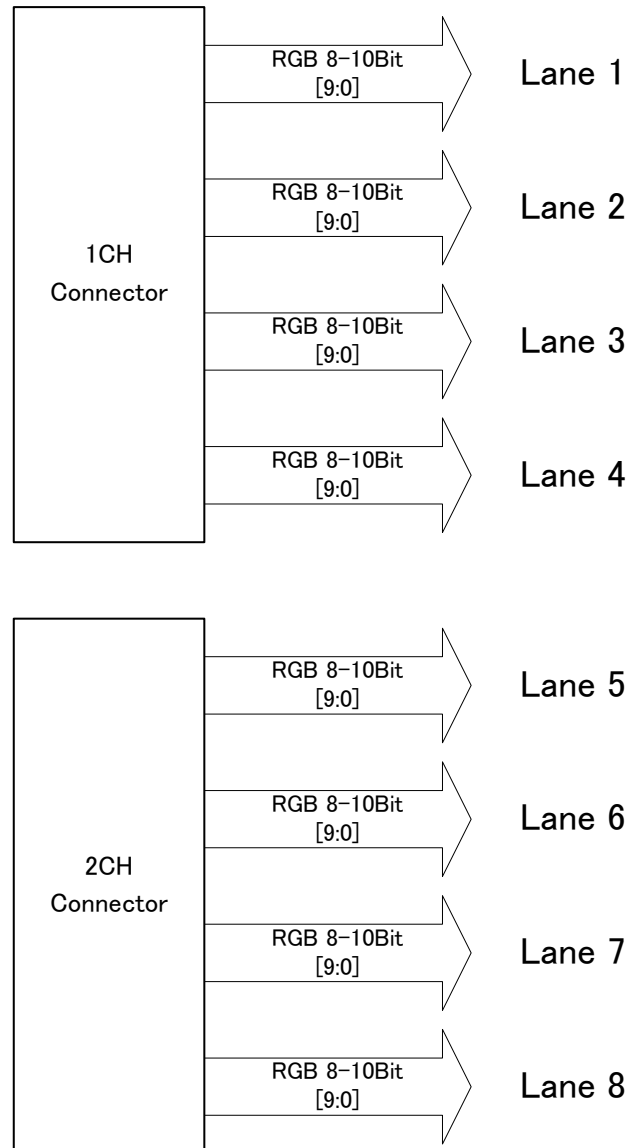 1CH
Connector
RGB 8-10Bit
[9:0]
Lane 1
RGB 8-10Bit
[9:0]
Lane 2
RGB 8-10Bit
[9:0]
Lane 3
RGB 8-10Bit
[9:0]
Lane 4
2CH
Connector
RGB 8-10Bit
[9:0]
Lane 5
RGB 8-10Bit
[9:0]
Lane 6
RGB 8-10Bit
[9:0]
Lane 7
RGB 8-10Bit
[9:0]
Lane 8